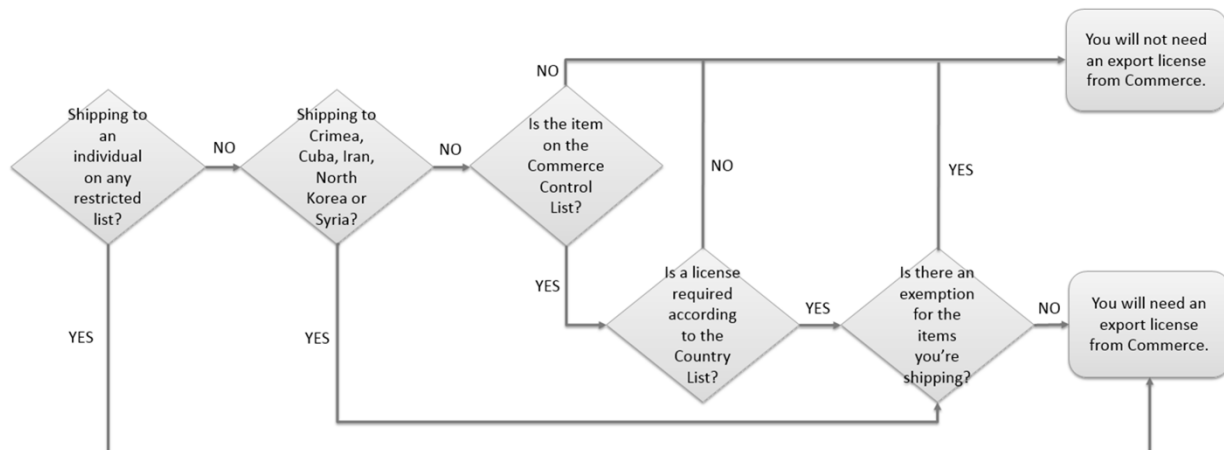 You will not need
an export license
from Commerce.
NO
Shipping to
an
individual
on any
restricted
list?
NO
Shipping to
Crimea,
Cuba, Iran,
North
Korea or
Syria?
NO
Is the item
on the
Commerce
Control
List?
NO
YES
YES
Is a license
required
according
to the
Country
List?
YES
Is there an
exemption
for the
items
you’re
shipping?
NO
You will need an
export license
from Commerce.
YES
YES